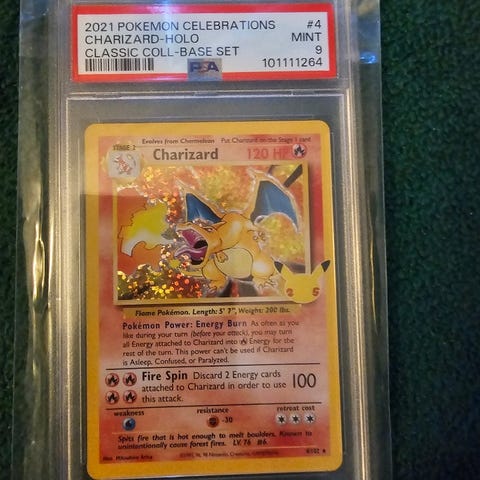 2021 POKEMON CELEBRATIONS #4
CHARIZARD-HOLO MINT
CLASSIC COLL-BASE SET 9
PSA 101111264
Evolves from Charmeleon Put Charizard on the Stage 1 card
STAGE 2
Charizard 120 HP
25
Flame Pokémon. Length: 5' 7", Weight: 200 lbs.
Pokémon Power: Energy Burn As often as you
like during your turn (before your attack), you may turn
all Energy attached to Charizard into Energy for the
rest of the turn. This power can't be used if Charizard
is Asleep, Confused, or Paralyzed.
Fire Spin Discard 2 Energy cards
attached to Charizard in order to use 100
this attack.
weakness resistance retreat cost
-30
Spits fire that is hot enough to melt boulders. Known to
unintentionally cause forest fires. LV. 76 #6
Illus. Mitsuhiro Arita 4/102